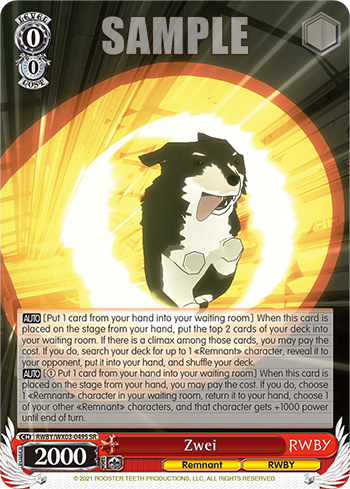 SAMPLE
LEVEL
0
0
COST
AUTO [Put 1 card from your hand into your waiting room] When this card is
placed on the stage from your hand, put the top 2 cards of your deck into
your waiting room. If there is a climax among those cards, you may pay the
cost. If you do, search your deck for up to 1 «Remnant» character, reveal it to
your opponent, put it into your hand, and shuffle your deck.
AUTO [(1) Put 1 card from your hand into your waiting room] When this card is
placed on the stage from your hand, you may pay the cost. If you do, choose
1 «Remnant» character in your waiting room, return it to your hand, choose 1
of your other «Remnant» characters, and that character gets +1000 power
until end of turn.
CH RWBY/WX03-049S SR
POWER 2000
Zwei
RWBY
Remnant RWBY
© 2021 ROOSTER TEETH PRODUCTIONS, LLC, ALL RIGHTS RESERVED.